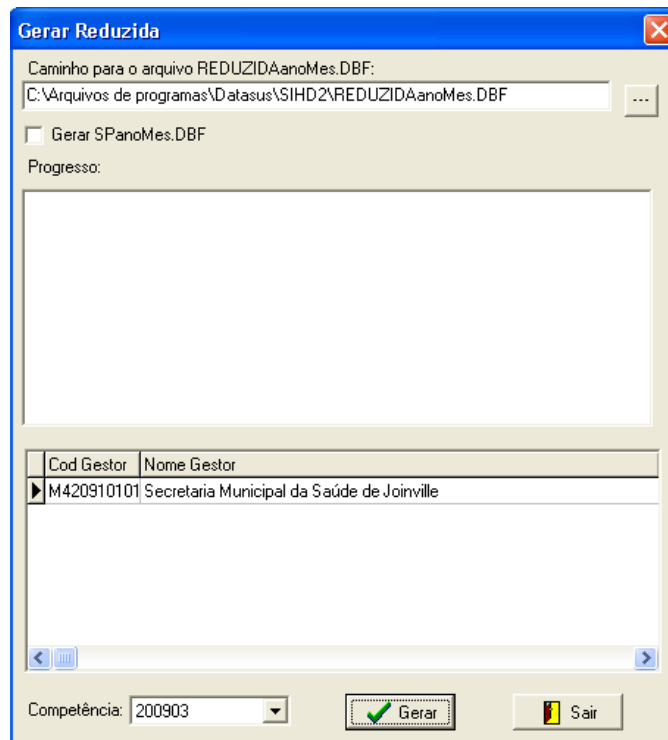 Gerar Reduzida
Caminho para o arquivo REDUZIDAanoMes.DBF:
C:\Arquivos de programas\Datasus\SIHD2\REDUZIDAanoMes.DBF
...
Gerar SPanoMes.DBF
Progresso:
Cod Gestor Nome Gestor
M420910101 Secretaria Municipal da Saúde de Joinville
Competência: 200903 Gerar Sair